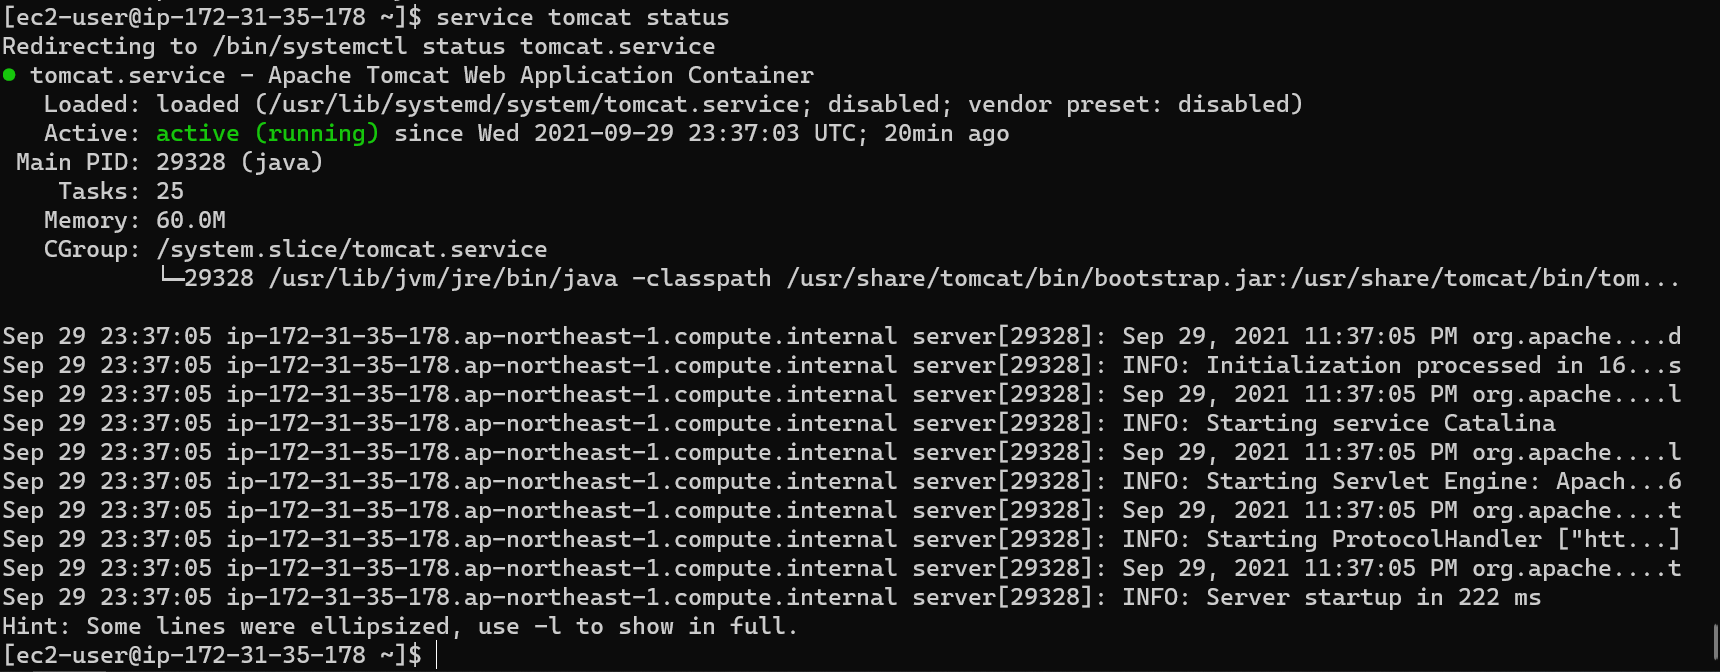 [ec2-user@ip-172-31-35-178 ~]$ service tomcat status
Redirecting to /bin/systemctl status tomcat.service
● tomcat.service - Apache Tomcat Web Application Container
   Loaded: loaded (/usr/lib/systemd/system/tomcat.service; disabled; vendor preset: disabled)
   Active: active (running) since Wed 2021-09-29 23:37:03 UTC; 20min ago
 Main PID: 29328 (java)
    Tasks: 25
   Memory: 60.0M
   CGroup: /system.slice/tomcat.service
           └─29328 /usr/lib/jvm/jre/bin/java -classpath /usr/share/tomcat/bin/bootstrap.jar:/usr/share/tomcat/bin/tom...

Sep 29 23:37:05 ip-172-31-35-178.ap-northeast-1.compute.internal server[29328]: Sep 29, 2021 11:37:05 PM org.apache....d
Sep 29 23:37:05 ip-172-31-35-178.ap-northeast-1.compute.internal server[29328]: INFO: Initialization processed in 16...s
Sep 29 23:37:05 ip-172-31-35-178.ap-northeast-1.compute.internal server[29328]: Sep 29, 2021 11:37:05 PM org.apache....l
Sep 29 23:37:05 ip-172-31-35-178.ap-northeast-1.compute.internal server[29328]: INFO: Starting service Catalina
Sep 29 23:37:05 ip-172-31-35-178.ap-northeast-1.compute.internal server[29328]: Sep 29, 2021 11:37:05 PM org.apache....l
Sep 29 23:37:05 ip-172-31-35-178.ap-northeast-1.compute.internal server[29328]: INFO: Starting Servlet Engine: Apach...6
Sep 29 23:37:05 ip-172-31-35-178.ap-northeast-1.compute.internal server[29328]: Sep 29, 2021 11:37:05 PM org.apache....t
Sep 29 23:37:05 ip-172-31-35-178.ap-northeast-1.compute.internal server[29328]: INFO: Starting ProtocolHandler ["htt...]
Sep 29 23:37:05 ip-172-31-35-178.ap-northeast-1.compute.internal server[29328]: Sep 29, 2021 11:37:05 PM org.apache....t
Sep 29 23:37:05 ip-172-31-35-178.ap-northeast-1.compute.internal server[29328]: INFO: Server startup in 222 ms
Hint: Some lines were ellipsized, use -l to show in full.
[ec2-user@ip-172-31-35-178 ~]$